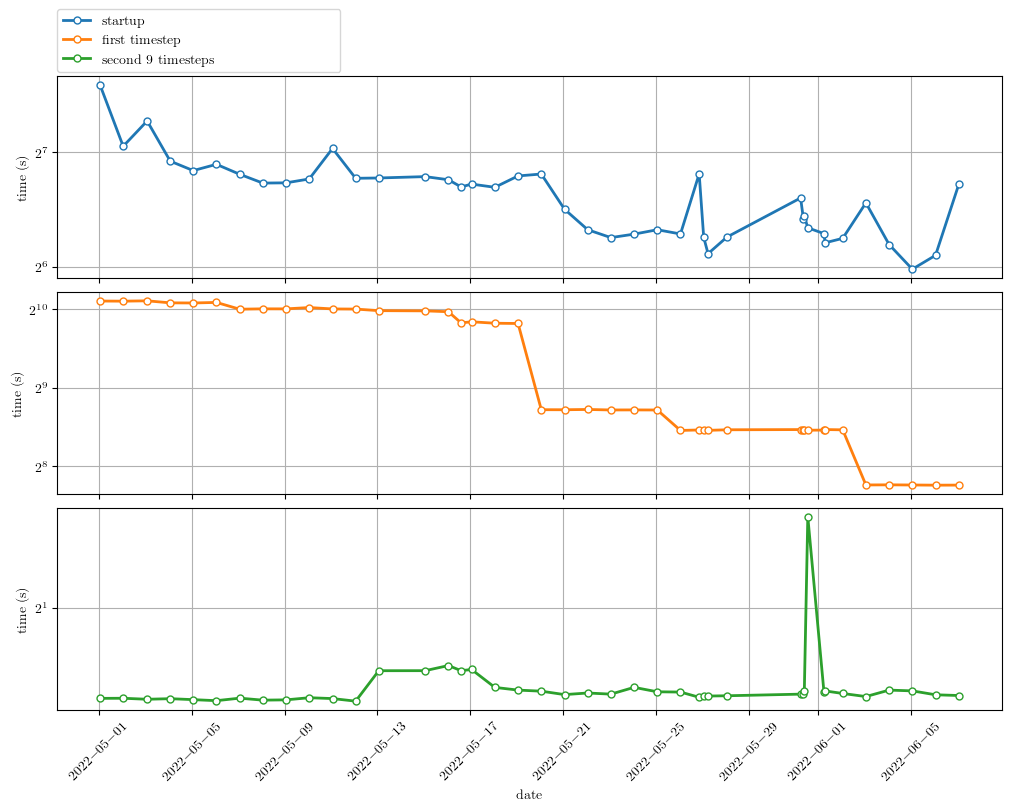 startup
first timestep
second 9 timesteps
2^7
time (s)
2^6
2^10
2^9
time (s)
2^8
2^1
time (s)
2022−05−01
2022−05−05
2022−05−09
2022−05−13
2022−05−17
2022−05−21
2022−05−25
2022−05−29
2022−06−01
2022−06−05
date